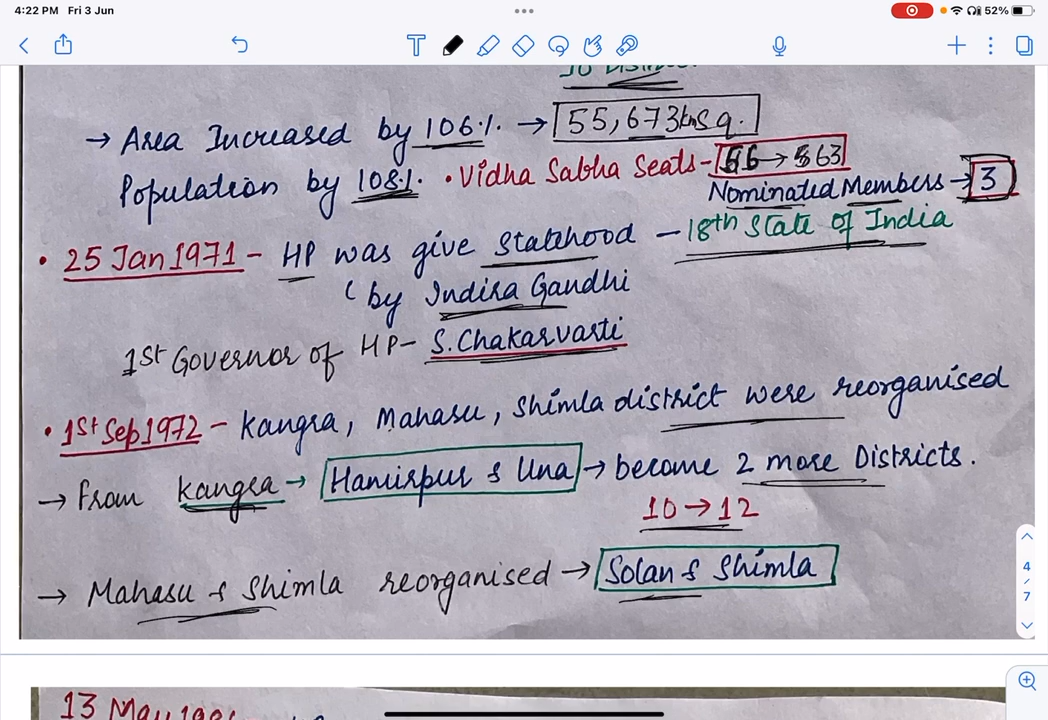 4:22 PM Fri 3 Jun
52%
→ Area Increased by 106%. → 55,673kmsq.
Population by 108%. • Vidha Sabha Seats - 56 → 63
Nominated Members → 3
• 25 Jan 1971 - HP was give Statehood - 18th State of India
( by Indira Gandhi
1st Governor of HP- S.Chakarvarti
• 1st Sep 1972 - Kangra, Mahasu, Shimla district were reorganised
→ From Kangra → Hamirpur & Una → become 2 more Districts.
10 → 12
→ Mahasu & Shimla reorganised → Solan & Shimla
4
/
7
13 May